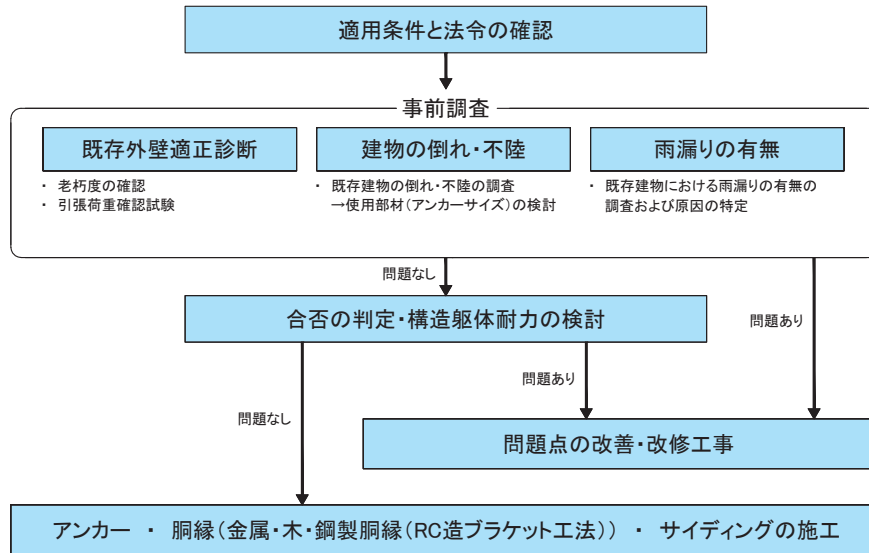 適用条件と法令の確認
事前調査
既存外壁適正診断
・ 老朽度の確認
・ 引張荷重確認試験
建物の倒れ・不陸
・ 既存建物の倒れ・不陸の調査
→使用部材(アンカーサイズ)の検討
雨漏りの有無
・ 既存建物における雨漏りの有無の
調査および原因の特定
問題なし
合否の判定・構造躯体耐力の検討
問題あり
問題あり
問題なし
問題点の改善・改修工事
アンカー ・ 胴縁(金属・木・鋼製胴縁(RC造ブラケット工法)) ・ サイディングの施工